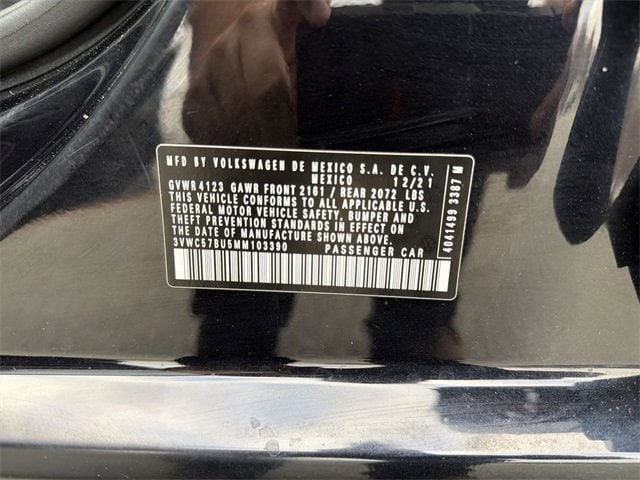 MFD BY VOLKSWAGEN DE MEXICO S.A. DE C.V.
MEXICO 12/21
GVWR 4123 GAWR FRONT 2161 / REAR 2072 LBS
THIS VEHICLE CONFORMS TO ALL APPLICABLE U.S.
FEDERAL MOTOR VEHICLE SAFETY, BUMPER AND
THEFT PREVENTION STANDARDS IN EFFECT ON
THE DATE OF MANUFACTURE SHOWN ABOVE.
3VWC57BU5MM103390 PASSENGER CAR
4041499 3387 M